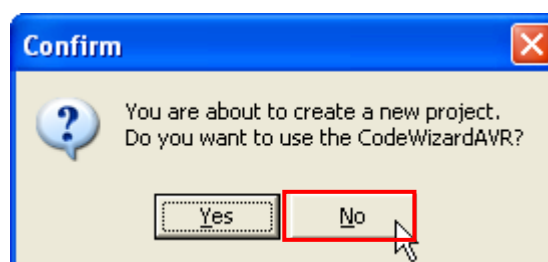 Confirm
You are about to create a new project.
Do you want to use the CodeWizardAVR?
Yes No